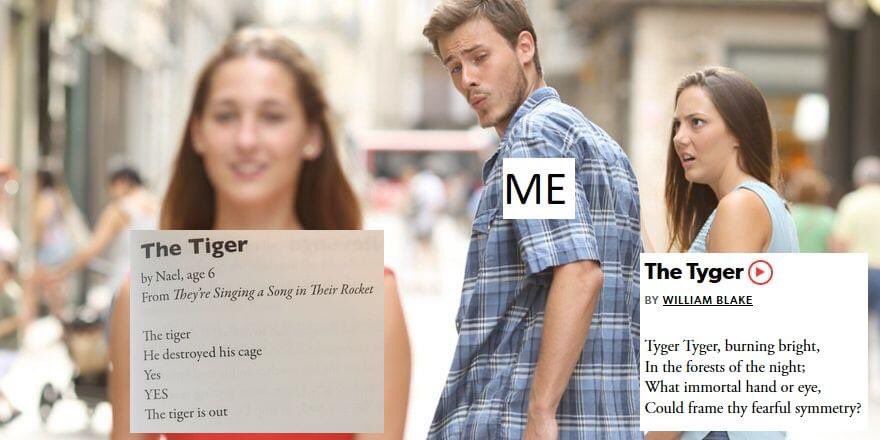 The Tiger
by Nael, age 6
From They're Singing a Song in Their Rocket
The tiger
He destroyed his cage
Yes
YES
The tiger is out
ME
The Tyger
BY WILLIAM BLAKE
Tyger Tyger, burning bright,
In the forests of the night;
What immortal hand or eye,
Could frame thy fearful symmetry?